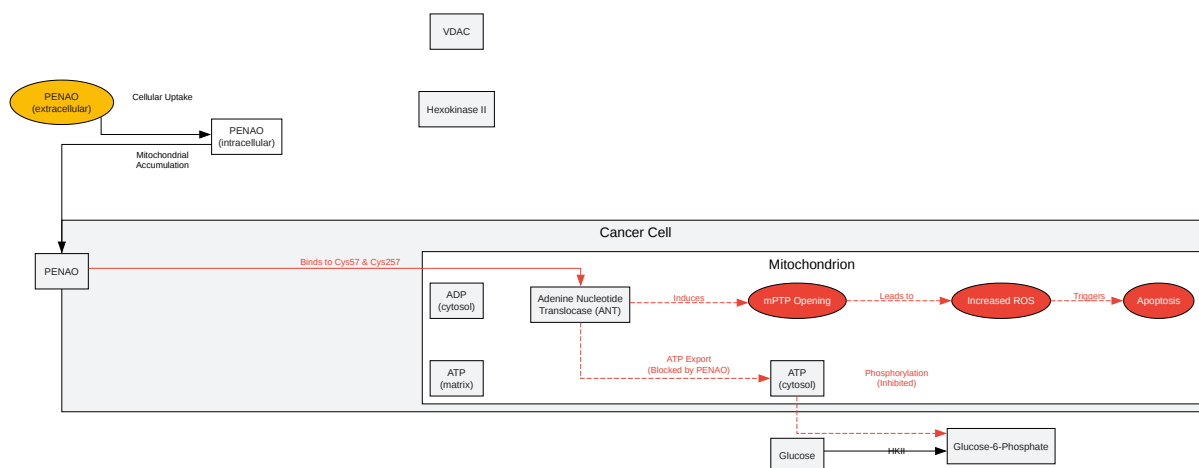 VDAC
PENAO
(extracellular)
Cellular Uptake
Hexokinase II
PENAO
(intracellular)
Mitochondrial
Accumulation
Cancer Cell
PENAO
Binds to Cys57 & Cys257
Mitochondrion
ADP
(cytosol)
Adenine Nucleotide
Translocase (ANT)
Induces
mPTP Opening
Leads to
Increased ROS
Triggers
Apoptosis
ATP
(matrix)
ATP Export
(Blocked by PENAO)
ATP
(cytosol)
Phosphorylation
(Inhibited)
Glucose
HKII
Glucose-6-Phosphate